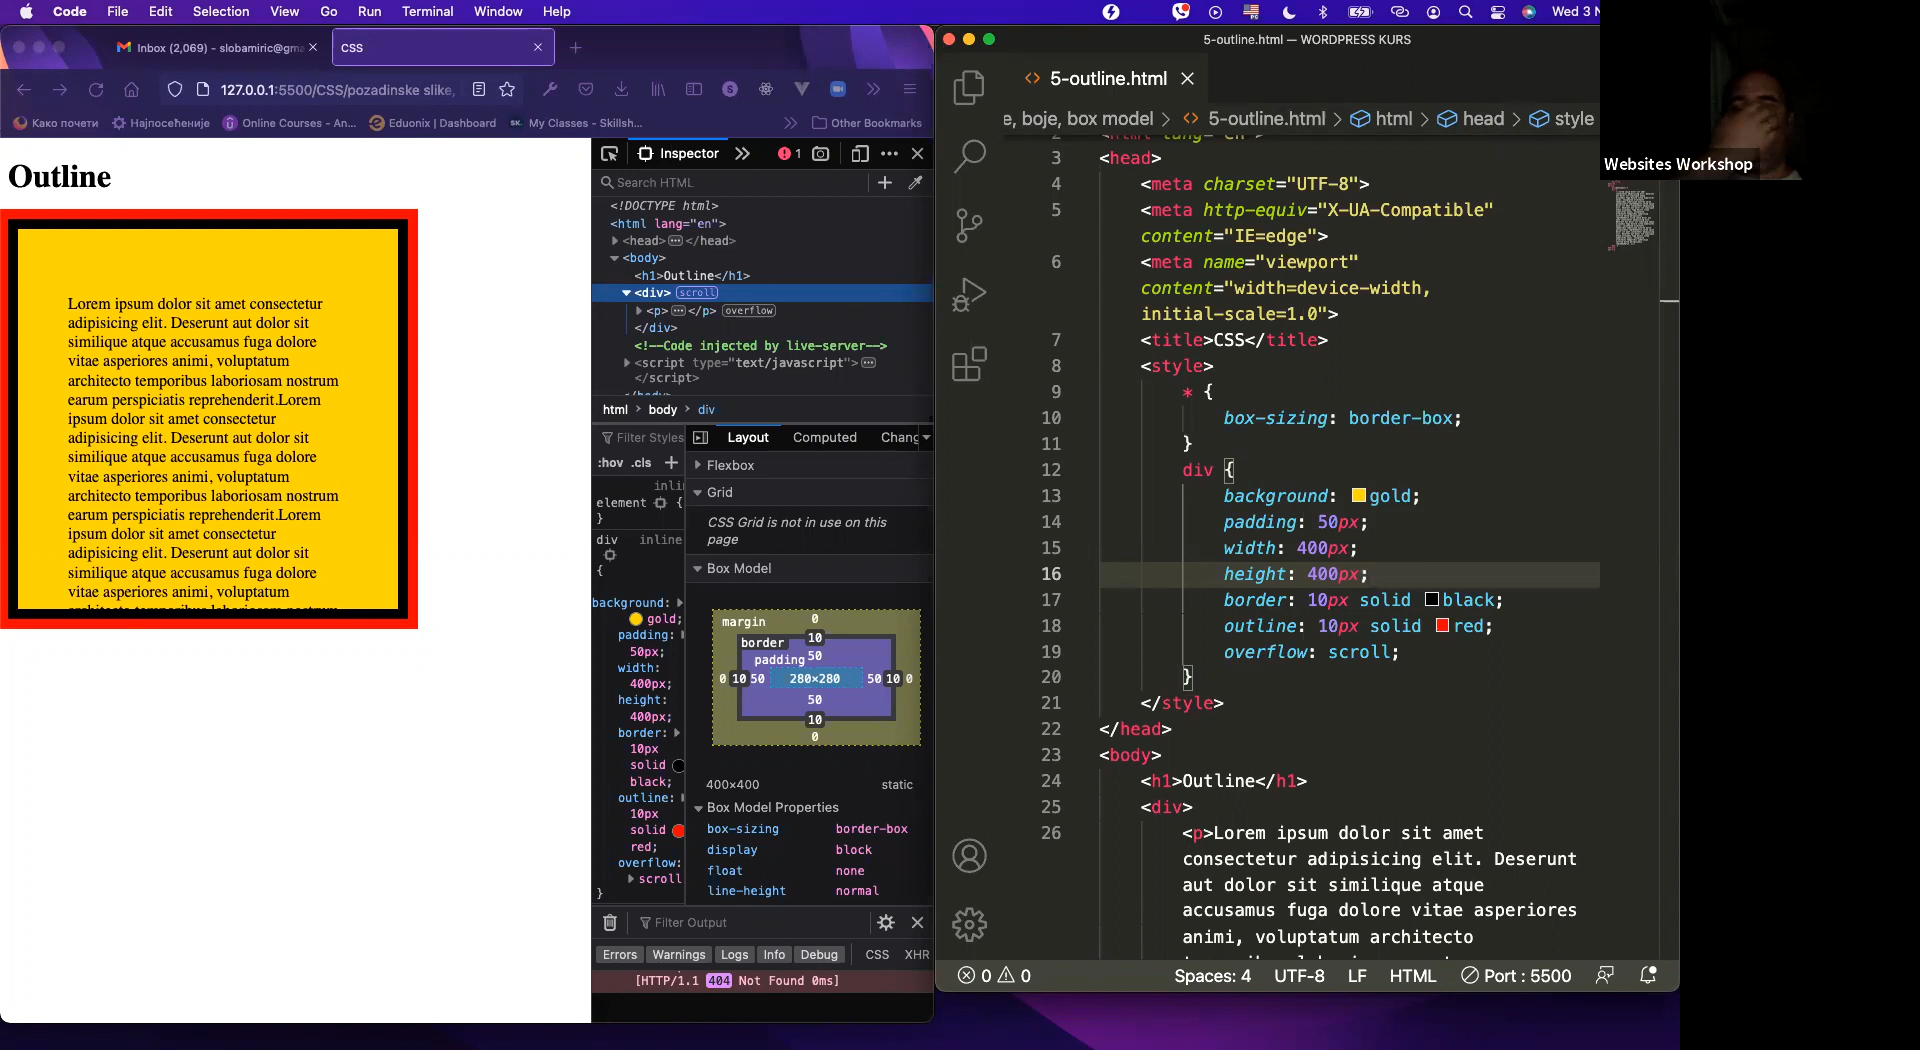 Code File Edit Selection View Go Run Terminal Window Help
Wed 3 N
Inbox (2,069) - slobamiric@gma
CSS
127.0.0.1:5500/CSS/pozadinske slike,
Како почети Најпосећеније Online Courses - An... Eduonix | Dashboard My Classes - Skillsh... Other Bookmarks
Outline
Lorem ipsum dolor sit amet consectetur
adipisicing elit. Deserunt aut dolor sit
similique atque accusamus fuga dolore
vitae asperiores animi, voluptatum
architecto temporibus laboriosam nostrum
earum perspiciatis reprehenderit.Lorem
ipsum dolor sit amet consectetur
adipisicing elit. Deserunt aut dolor sit
similique atque accusamus fuga dolore
vitae asperiores animi, voluptatum
architecto temporibus laboriosam nostrum
earum perspiciatis reprehenderit.Lorem
ipsum dolor sit amet consectetur
adipisicing elit. Deserunt aut dolor sit
similique atque accusamus fuga dolore
vitae asperiores animi, voluptatum
architecto temporibus laboriosam nostrum
Inspector 1
Search HTML
<!DOCTYPE html>
<html lang="en">
<head> </head>
<body>
<h1>Outline</h1>
<div> scroll
<p> </p> overflow
</div>
<!--Code injected by live-server-->
<script type="text/javascript">
</script>
</body>
html body div
Filter Styles
:hov .cls
element {
inli
}
div inline
{
background:
gold;
padding:
50px;
width:
400px;
height:
400px;
border:
10px
solid
black;
outline:
10px
solid
red;
overflow:
scroll
}
Layout Computed Chang
Flexbox
Grid
CSS Grid is not in use on this
page
Box Model
margin 0
border 10
padding 50
0 10 50 280×280 50 10 0
50
10
0
400×400 static
Box Model Properties
box-sizing border-box
display block
float none
line-height normal
Filter Output
Errors Warnings Logs Info Debug CSS XHR
[HTTP/1.1 404 Not Found 0ms]
5-outline.html — WORDPRESS KURS
5-outline.html
e, boje, box model > 5-outline.html > html > head > style
2 <html lang="en">
3 <head>
4 <meta charset="UTF-8">
5 <meta http-equiv="X-UA-Compatible"
content="IE=edge">
6 <meta name="viewport"
content="width=device-width,
initial-scale=1.0">
7 <title>CSS</title>
8 <style>
9 * {
10 box-sizing: border-box;
11 }
12 div {
13 background: gold;
14 padding: 50px;
15 width: 400px;
16 height: 400px;
17 border: 10px solid black;
18 outline: 10px solid red;
19 overflow: scroll;
20 }
21 </style>
22 </head>
23 <body>
24 <h1>Outline</h1>
25 <div>
26 <p>Lorem ipsum dolor sit amet
consectetur adipisicing elit. Deserunt
aut dolor sit similique atque
accusamus fuga dolore vitae asperiores
animi, voluptatum architecto
0 0 Spaces: 4 UTF-8 LF HTML Port : 5500
Websites Workshop